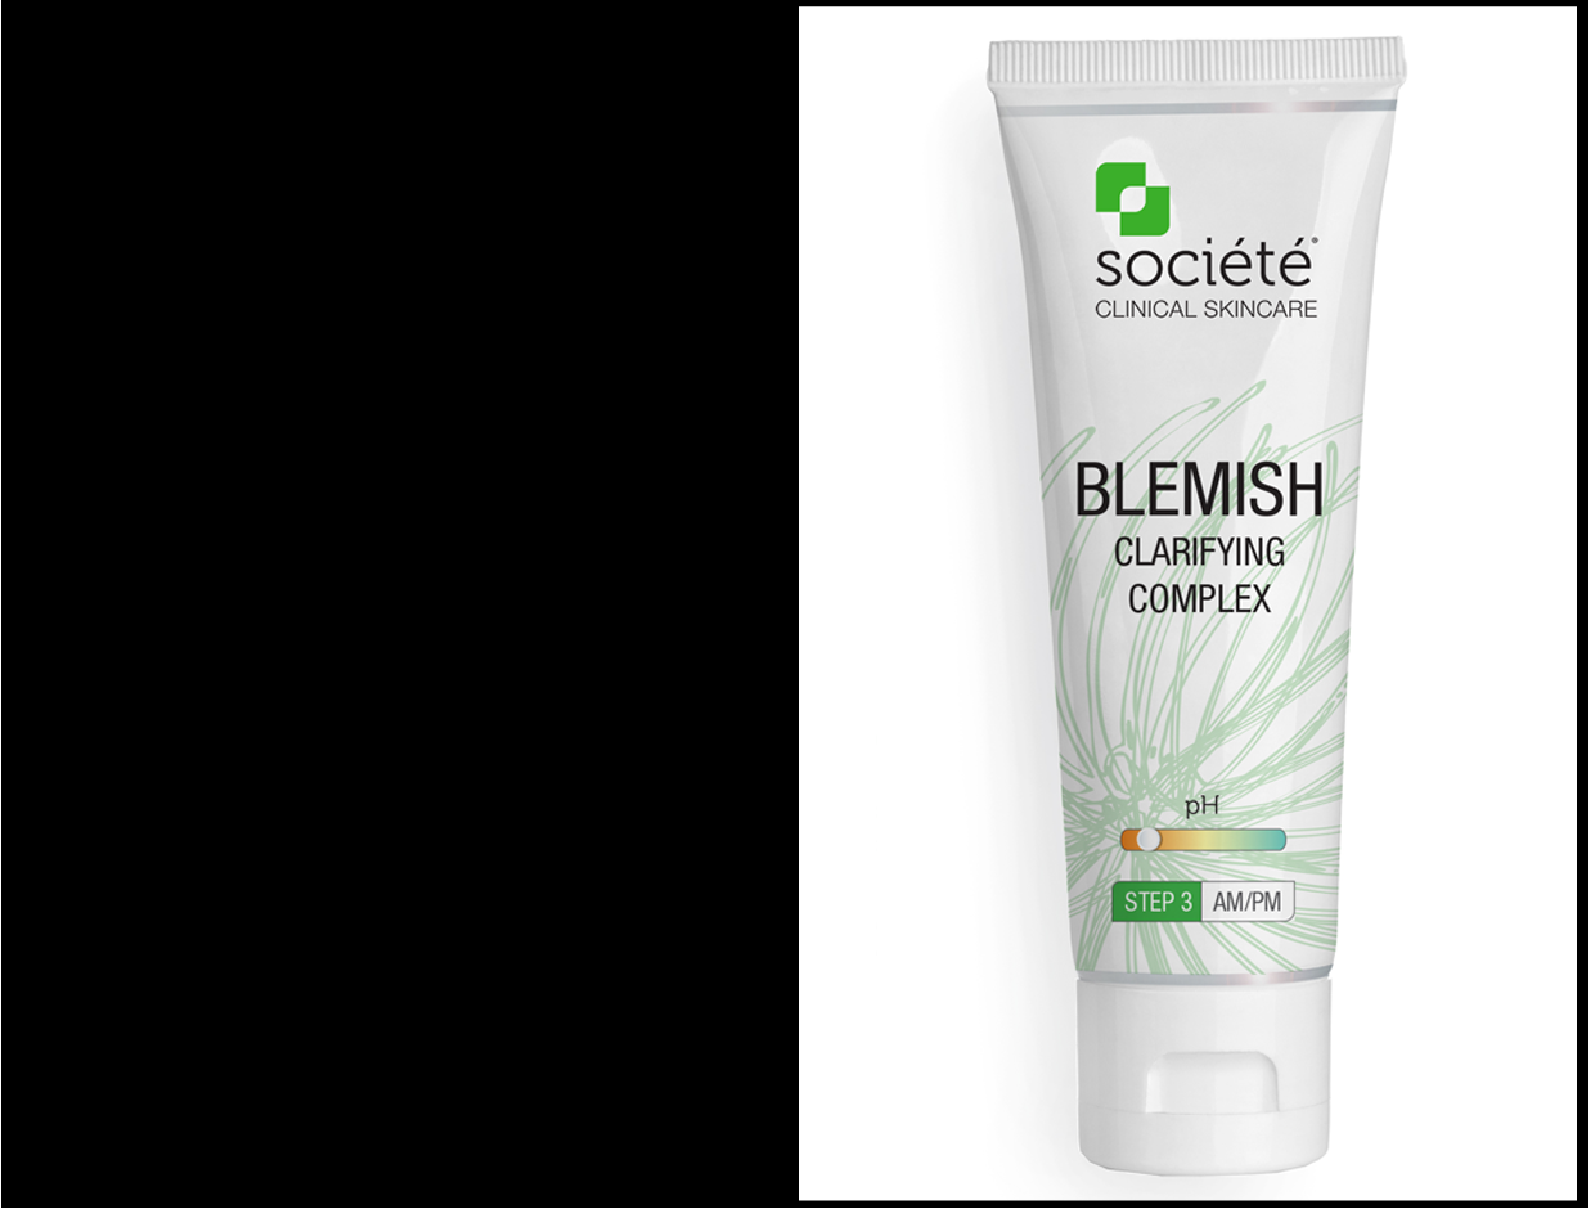 société®
CLINICAL SKINCARE
BLEMISH
CLARIFYING
COMPLEX
pH
STEP 3 AM/PM